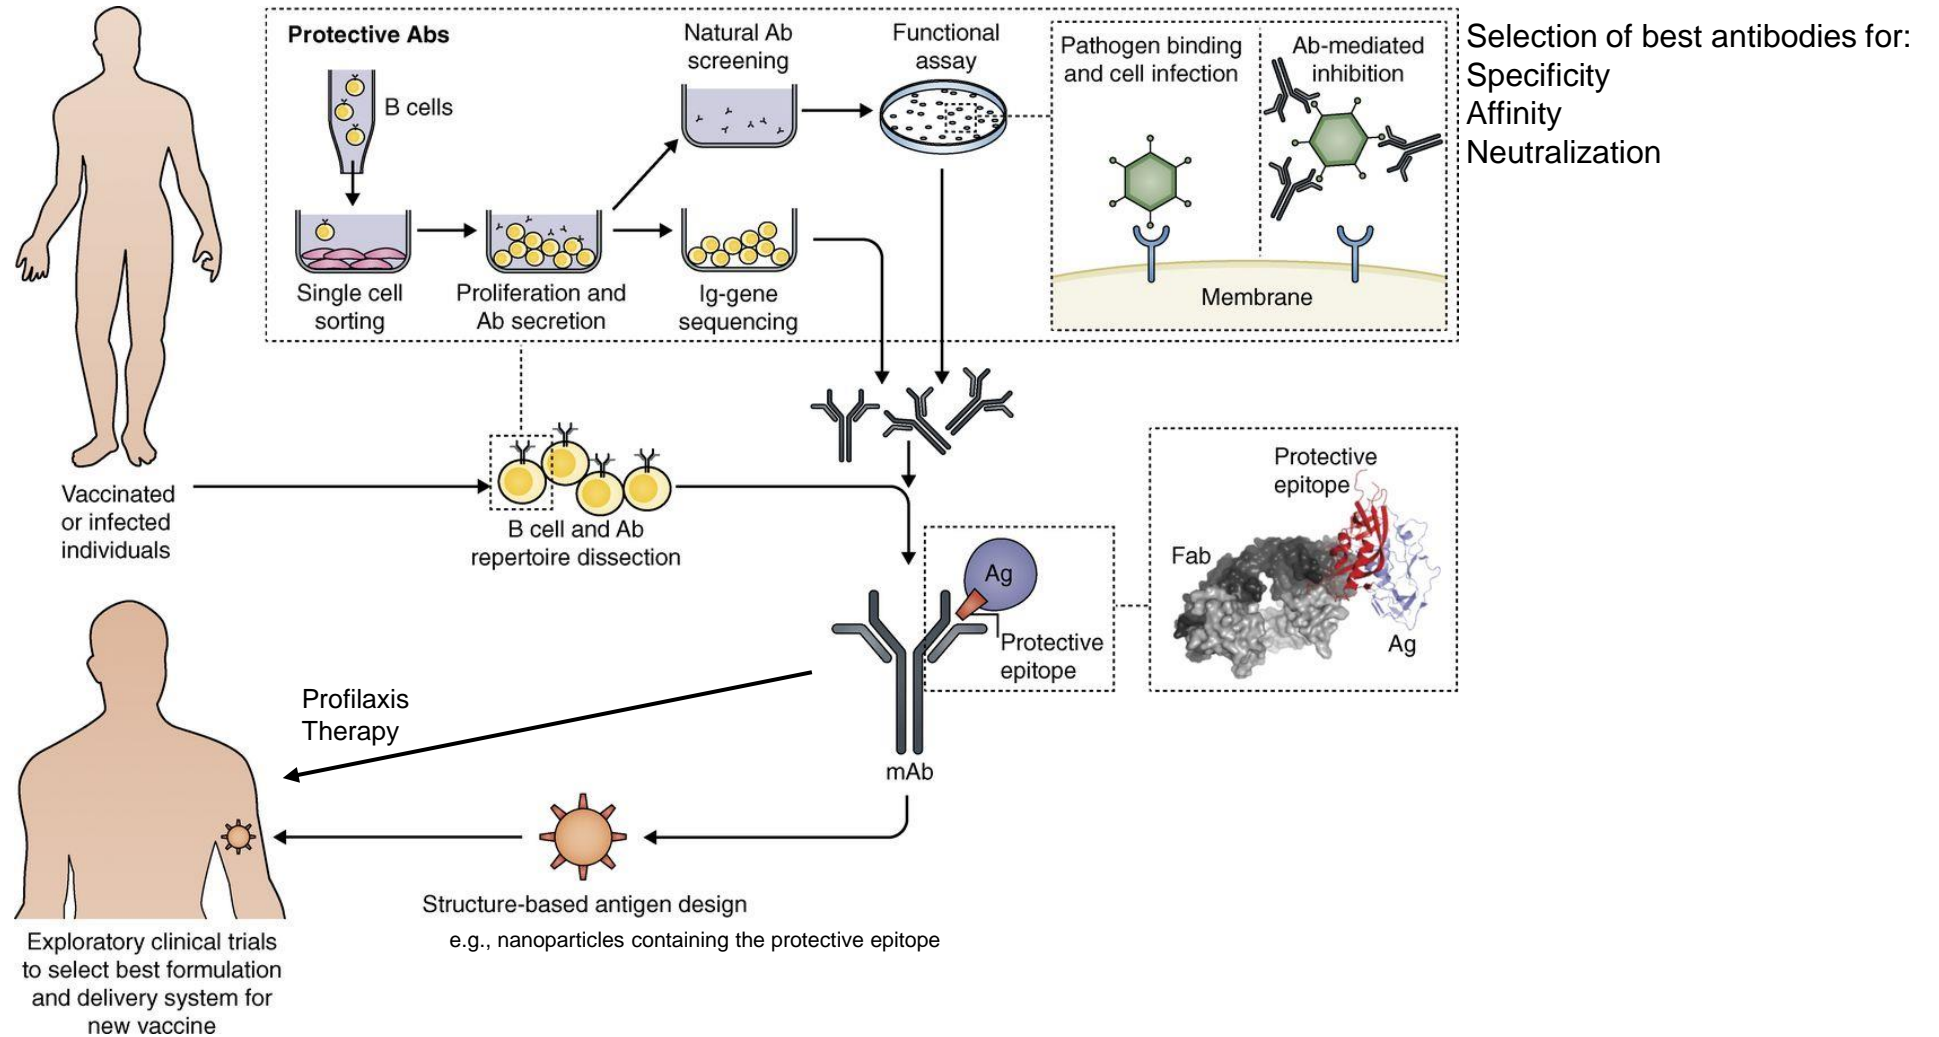 Protective Abs
B cells
Natural Ab
screening
Functional
assay
Pathogen binding
and cell infection
Ab-mediated
inhibition
Membrane
Selection of best antibodies for:
Specificity
Affinity
Neutralization
Single cell
sorting
Proliferation and
Ab secretion
Ig-gene
sequencing
Vaccinated
or infected
individuals
B cell and Ab
repertoire dissection
Ag
Protective
epitope
mAb
Protective
epitope
Fab
Ag
Profilaxis
Therapy
Structure-based antigen design
e.g., nanoparticles containing the protective epitope
Exploratory clinical trials
to select best formulation
and delivery system for
new vaccine